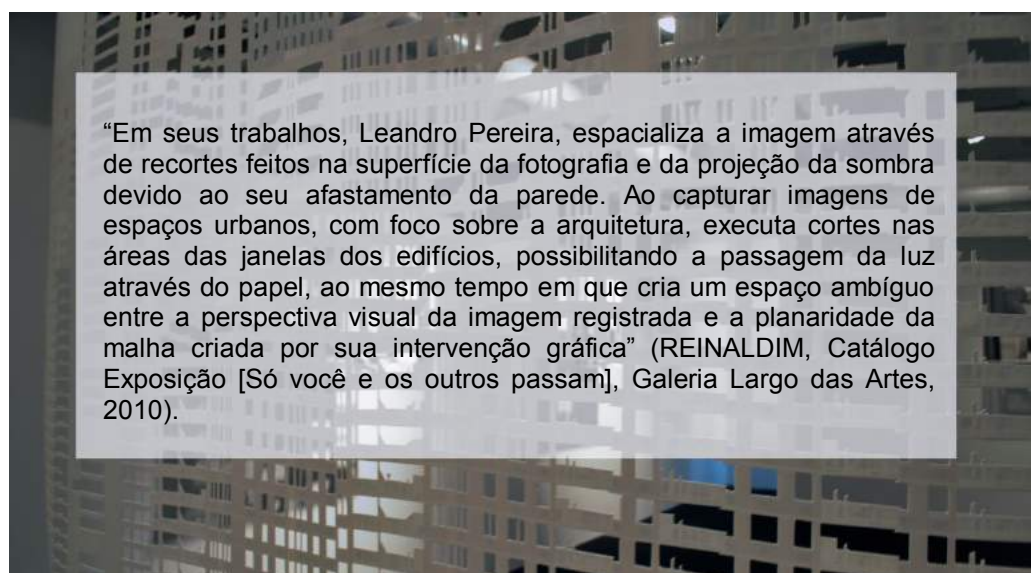 “Em seus trabalhos, Leandro Pereira, espacializa a imagem através
de recortes feitos na superfície da fotografia e da projeção da sombra
devido ao seu afastamento da parede. Ao capturar imagens de
espaços urbanos, com foco sobre a arquitetura, executa cortes nas
áreas das janelas dos edifícios, possibilitando a passagem da luz
através do papel, ao mesmo tempo em que cria um espaço ambíguo
entre a perspectiva visual da imagem registrada e a planaridade da
malha criada por sua intervenção gráfica” (REINALDIM, Catálogo
Exposição [Só você e os outros passam], Galeria Largo das Artes,
2010).